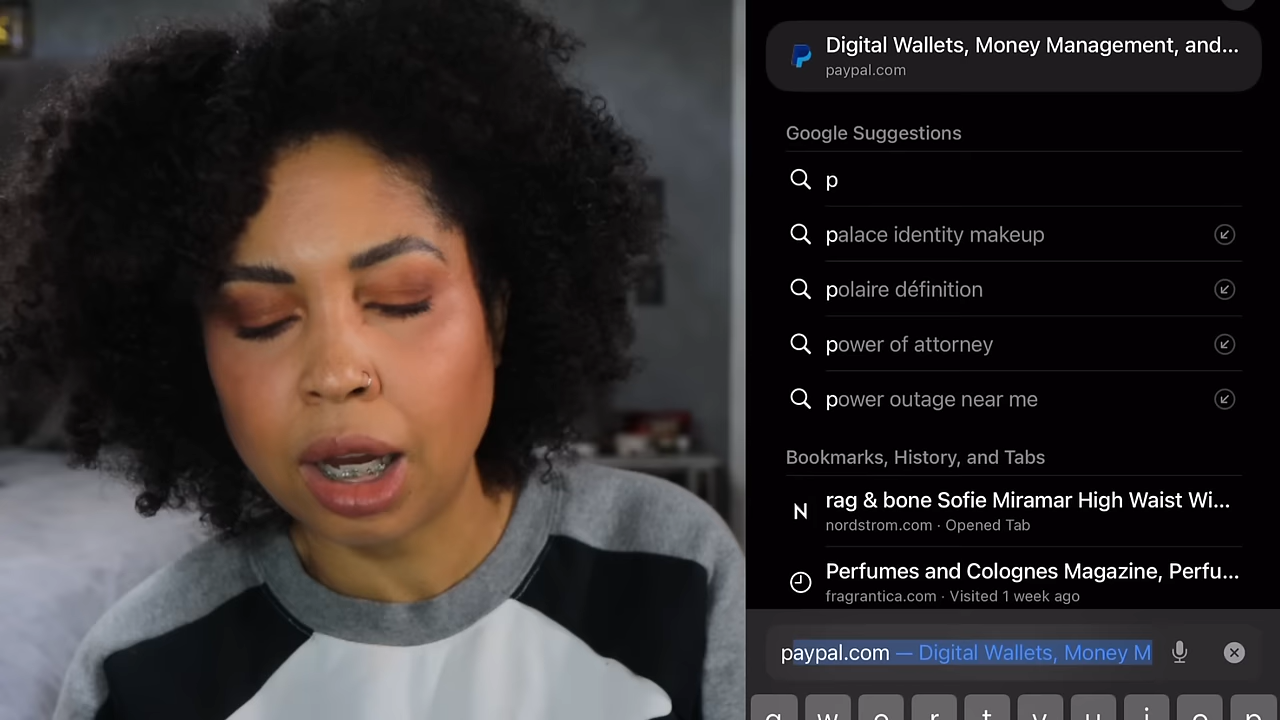 Digital Wallets, Money Management, and...
paypal.com
Google Suggestions
p
palace identity makeup
polaire définition
power of attorney
power outage near me
Bookmarks, History, and Tabs
rag & bone Sofie Miramar High Waist Wi...
nordstrom.com · Opened Tab
Perfumes and Colognes Magazine, Perfu...
fragrantica.com · Visited 1 week ago
paypal.com — Digital Wallets, Money M
q w e r t y u i o p